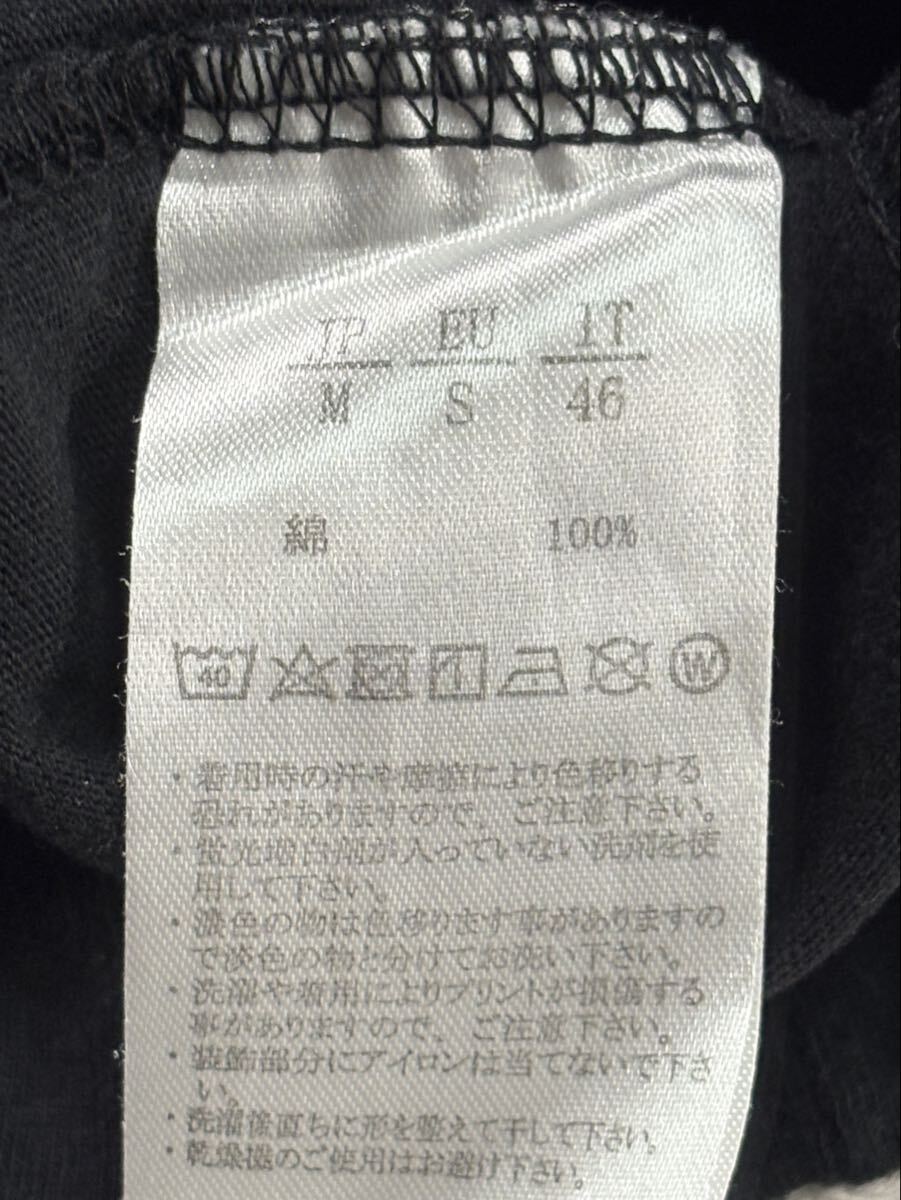 JP EU IT
M S 46
綿 100%
40 W
・着用時の汗や摩擦により色移りする
恐れがありますので、ご注意下さい。
・蛍光増白剤が入っていない洗剤を使
用して下さい。
・濃色の物は色移ります事がありますの
で淡色の物と分けてお洗い下さい。
・洗濯や着用によりプリントが損傷する
事がありますので、ご注意下さい。
・装飾部分にアイロンは当てないで下さ
い。
・洗濯後直ちに形を整えて干して下さい。
・乾燥機のご使用はお避け下さい。